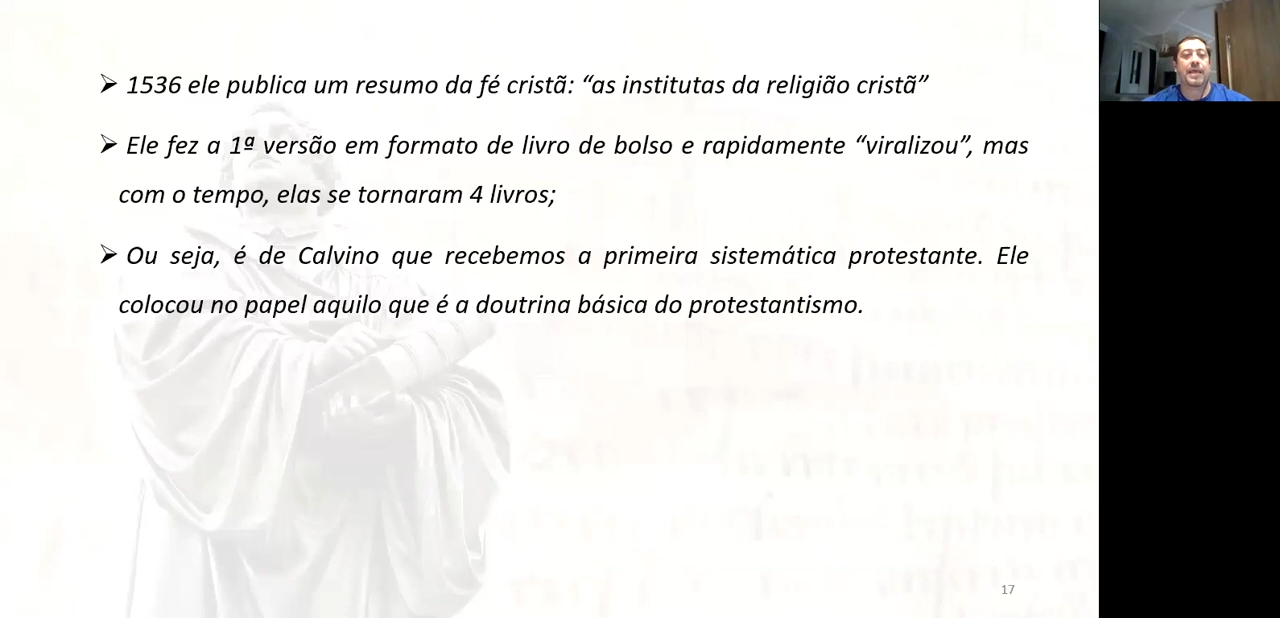 ➢ 1536 ele publica um resumo da fé cristã: “as institutas da religião cristã”
➢ Ele fez a 1ª versão em formato de livro de bolso e rapidamente “viralizou”, mas
com o tempo, elas se tornaram 4 livros;
➢ Ou seja, é de Calvino que recebemos a primeira sistemática protestante. Ele
colocou no papel aquilo que é a doutrina básica do protestantismo.
17